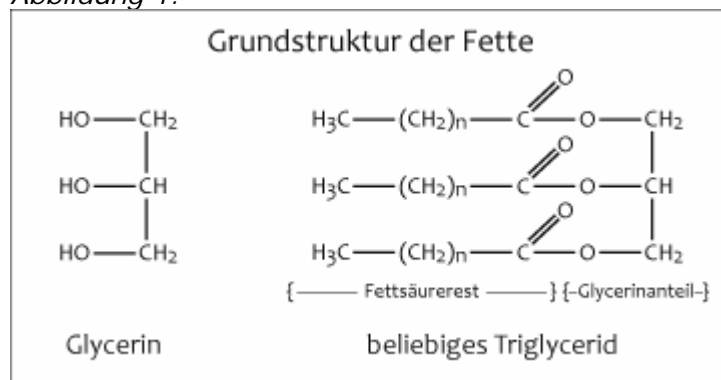 Abbildung 1:
Grundstruktur der Fette
O
HO—CH₂ H₃C—(CH₂)n—C—O—CH₂
O
HO—CH H₃C—(CH₂)n—C—O—CH
O
HO—CH₂ H₃C—(CH₂)n—C—O—CH₂
{——— Fettsäurerest ———} {-Glycerinanteil-}
Glycerin beliebiges Triglycerid